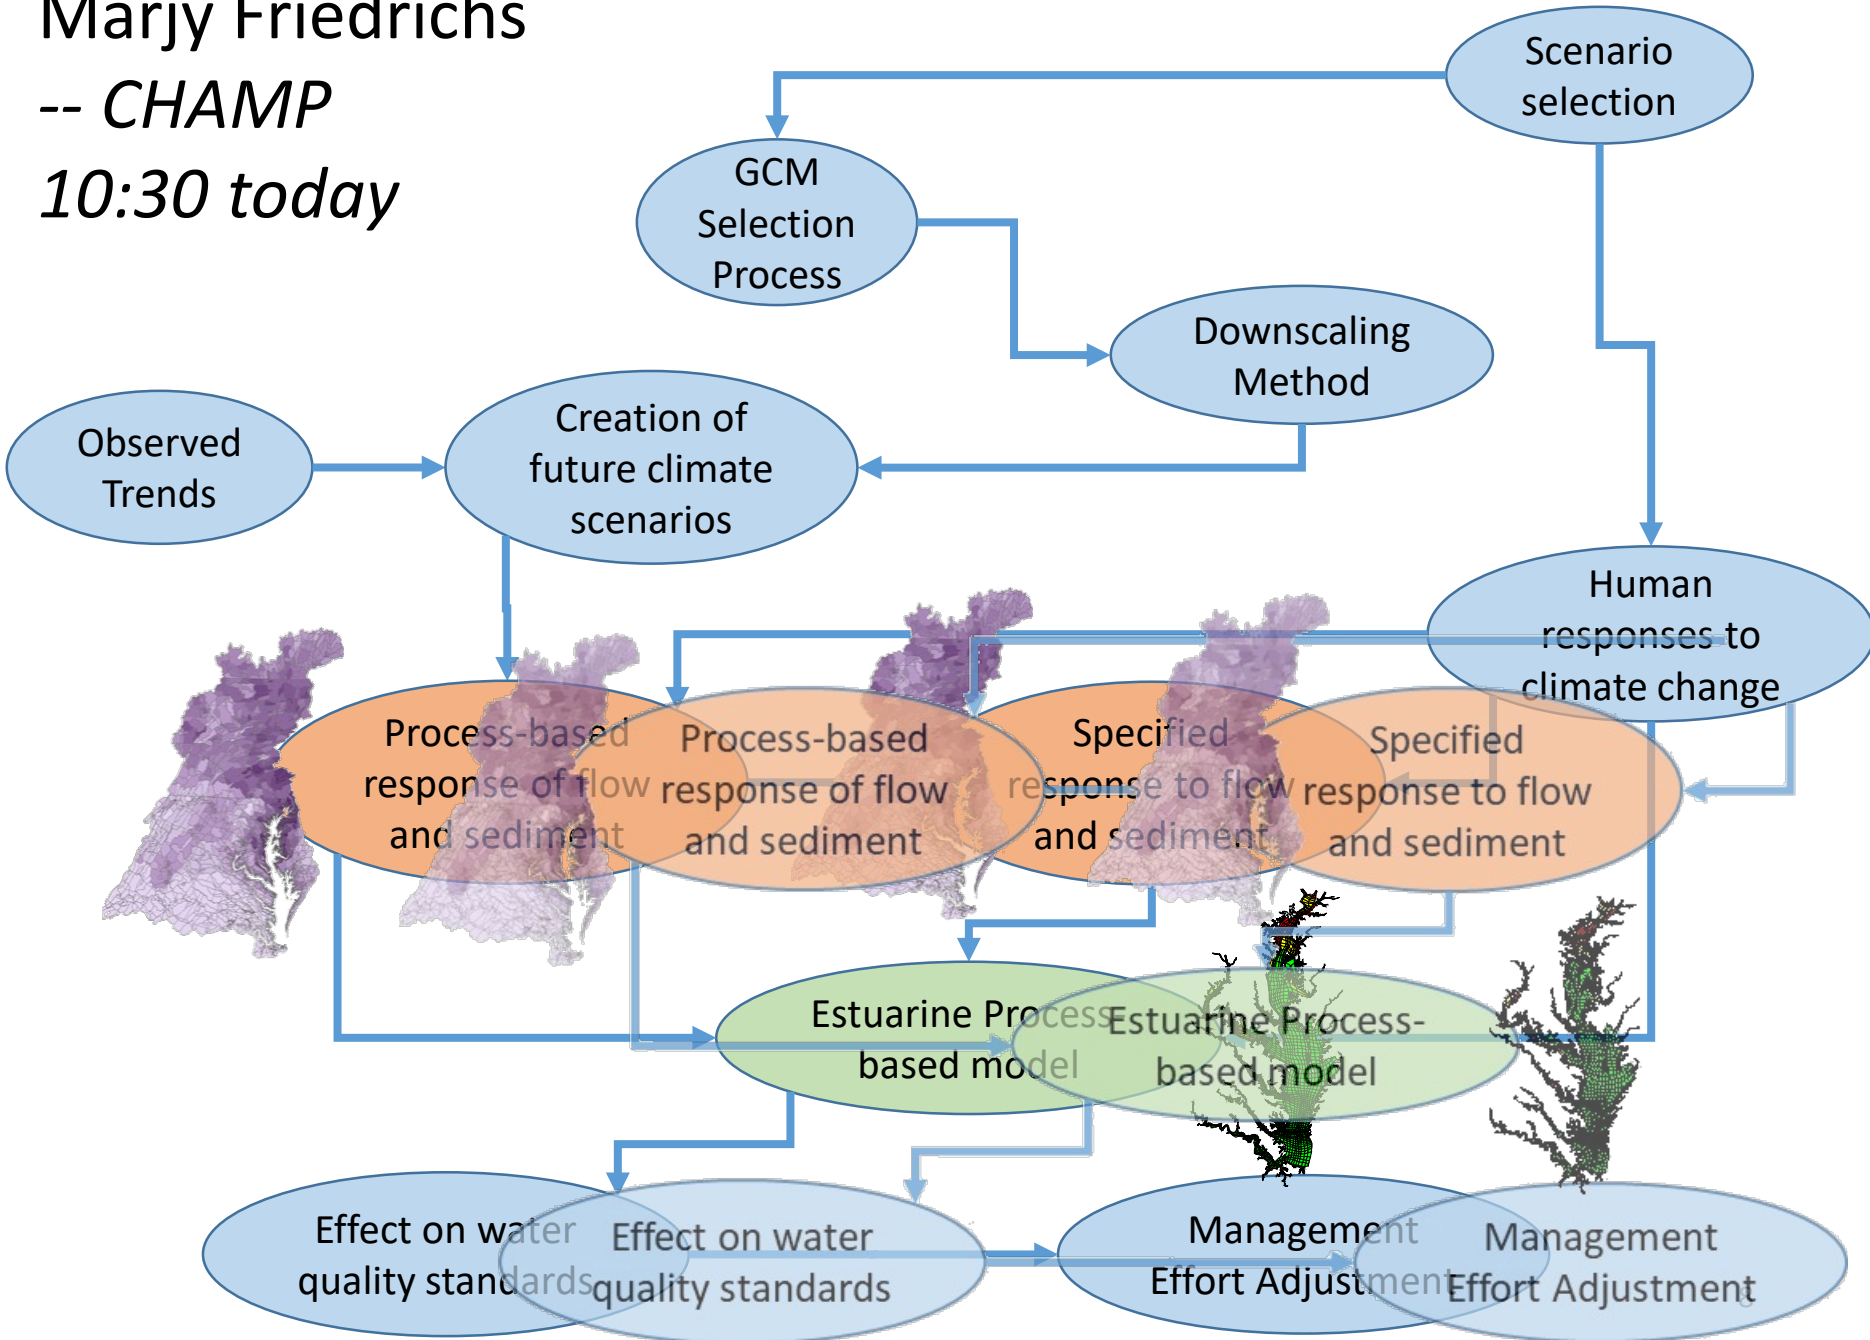 Marjy Friedrichs
-- CHAMP
10:30 today
Scenario
selection
GCM
Selection
Process
Downscaling
Method
Observed
Trends
Creation of
future climate
scenarios
Human
responses to
climate change
Process-based
response of flow
and sediment
Process-based
response of flow
and sediment
Specified
response to flow
and sediment
Specified
response to flow
and sediment
Estuarine Process-
based model
Estuarine Process-
based model
Effect on water
quality standards
Effect on water
quality standards
Management
Effort Adjustment
Management
Effort Adjustment
8